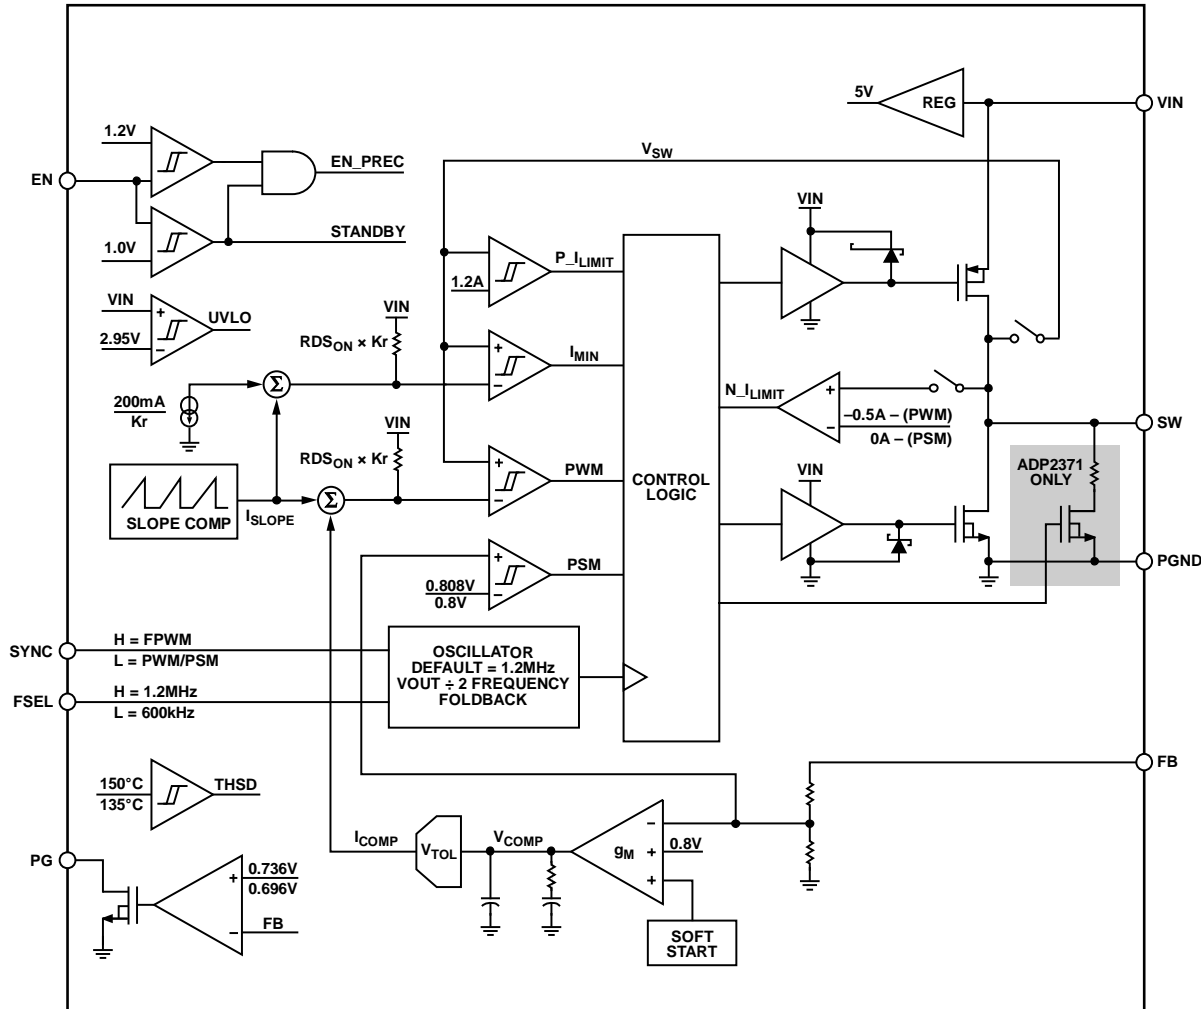 5V
REG
VIN
1.2V
EN_PREC
VSW
EN
VIN
STANDBY
1.0V
P_ILIMIT
1.2A
VIN
UVLO
2.95V
VIN
RDSON × Kr
IMIN
200mA
Kr
Σ
N_ILIMIT
–0.5A – (PWM)
0A – (PSM)
SW
VIN
RDSON × Kr
ADP2371
ONLY
PWM
CONTROL
LOGIC
VIN
SLOPE COMP
ISLOPE
Σ
PSM
0.808V
0.8V
PGND
SYNC
H = FPWM
L = PWM/PSM
OSCILLATOR
DEFAULT = 1.2MHz
VOUT ÷ 2 FREQUENCY
FOLDBACK
FSEL
H = 1.2MHz
L = 600kHz
FB
150°C
135°C
THSD
ICOMP
VTOL
VCOMP
gM
0.8V
PG
0.736V
0.696V
FB
SOFT
START